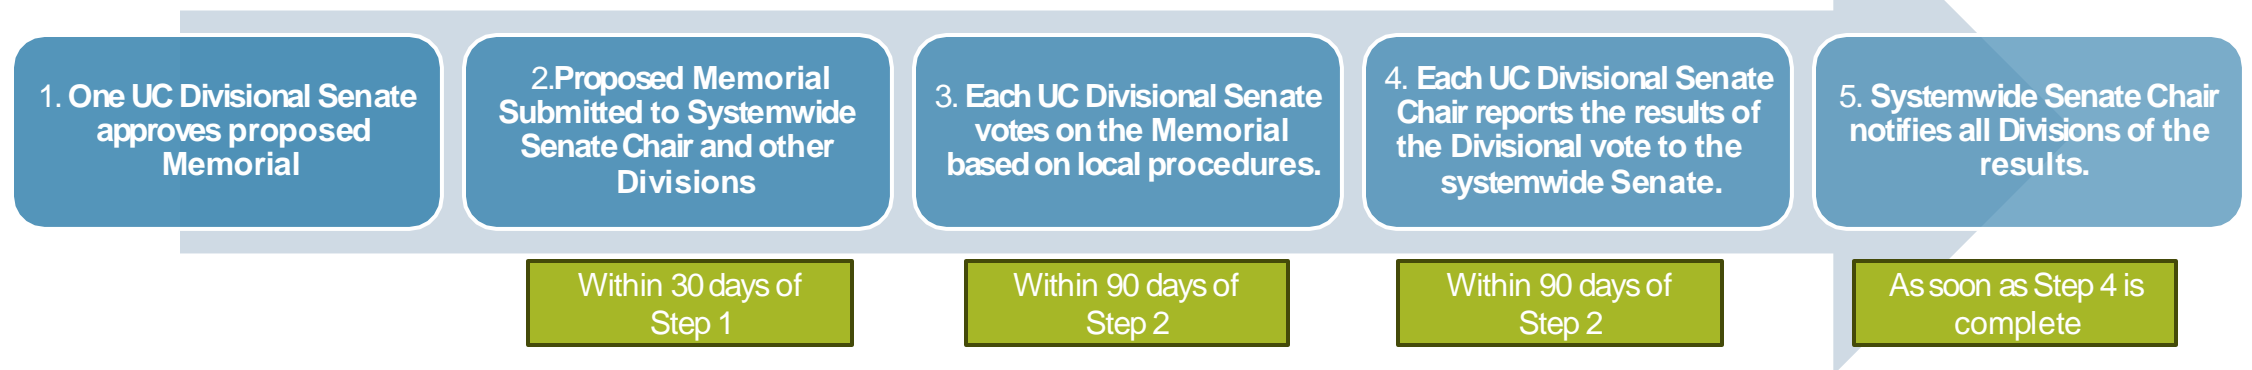 1. One UC Divisional Senate
approves proposed
Memorial
2.Proposed Memorial
Submitted to Systemwide
Senate Chair and other
Divisions
3. Each UC Divisional Senate
votes on the Memorial
based on local procedures.
4. Each UC Divisional Senate
Chair reports the results of
the Divisional vote to the
systemwide Senate.
5. Systemwide Senate Chair
notifies all Divisions of the
results.
Within 30 days of
Step 1
Within 90 days of
Step 2
Within 90 days of
Step 2
As soon as Step 4 is
complete